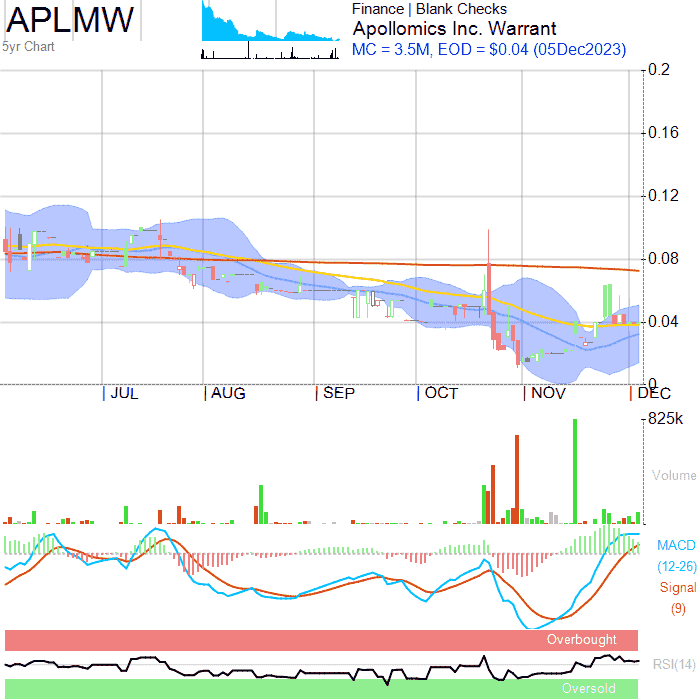 APLMW
5yr Chart
Finance | Blank Checks
Apollomics Inc. Warrant
MC = 3.5M, EOD = $0.04 (05Dec2023)
0.2
0.16
0.12
0.08
0.04
0
JUL AUG SEP OCT NOV DEC
825k
Volume
MACD
(12-26)
Signal
(9)
Overbought
RSI(14)
Oversold